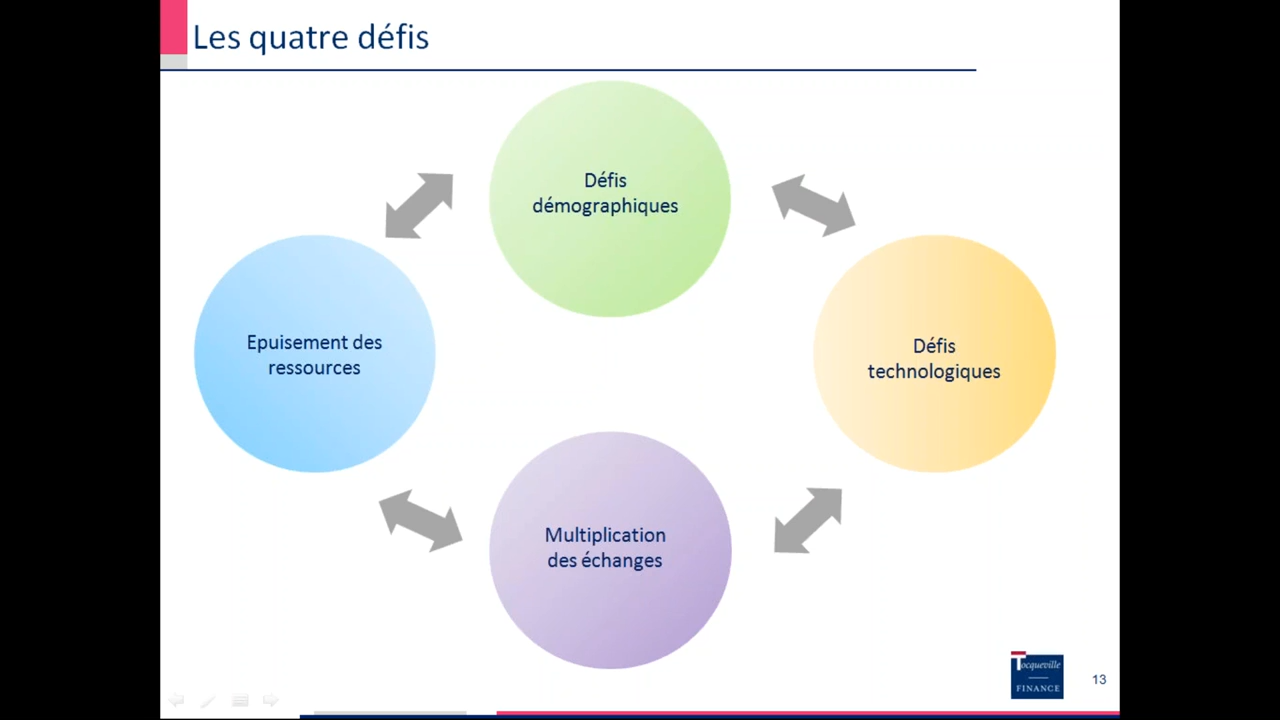 Les quatre défis
Défis
démographiques
Epuisement des
ressources
Défis
technologiques
Multiplication
des échanges
Tocqueville
FINANCE
13